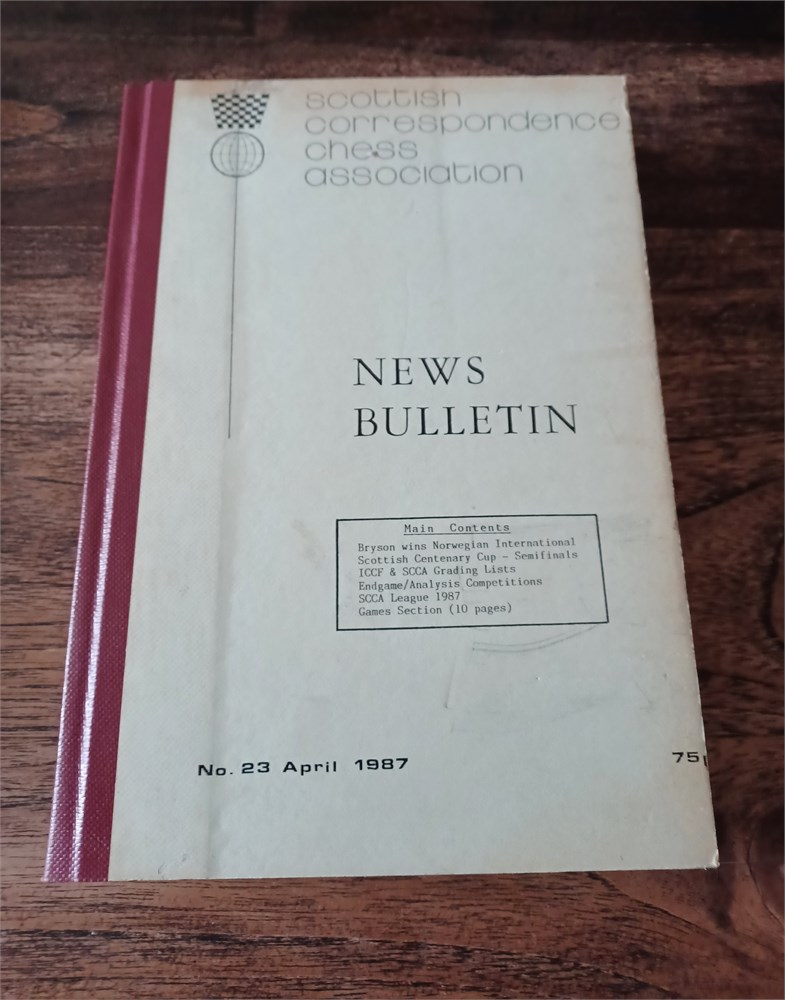 scottish
correspondence
chess
association
NEWS
BULLETIN
Main Contents
Bryson wins Norwegian International
Scottish Centenary Cup - Semifinals
ICCF & SCCA Grading Lists
Endgame/Analysis Competitions
SCCA League 1987
Games Section (10 pages)
No. 23 April 1987
75p